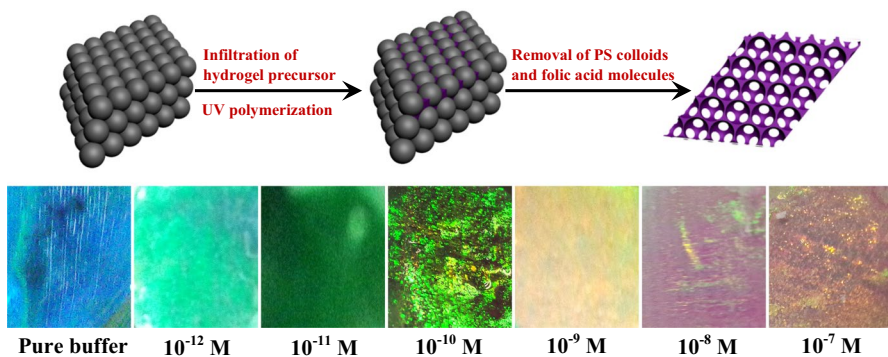 Infiltration of
hydrogel precursor
UV polymerization
Removal of PS colloids
and folic acid molecules
Pure buffer 10⁻¹² M 10⁻¹¹ M 10⁻¹⁰ M 10⁻⁹ M 10⁻⁸ M 10⁻⁷ M